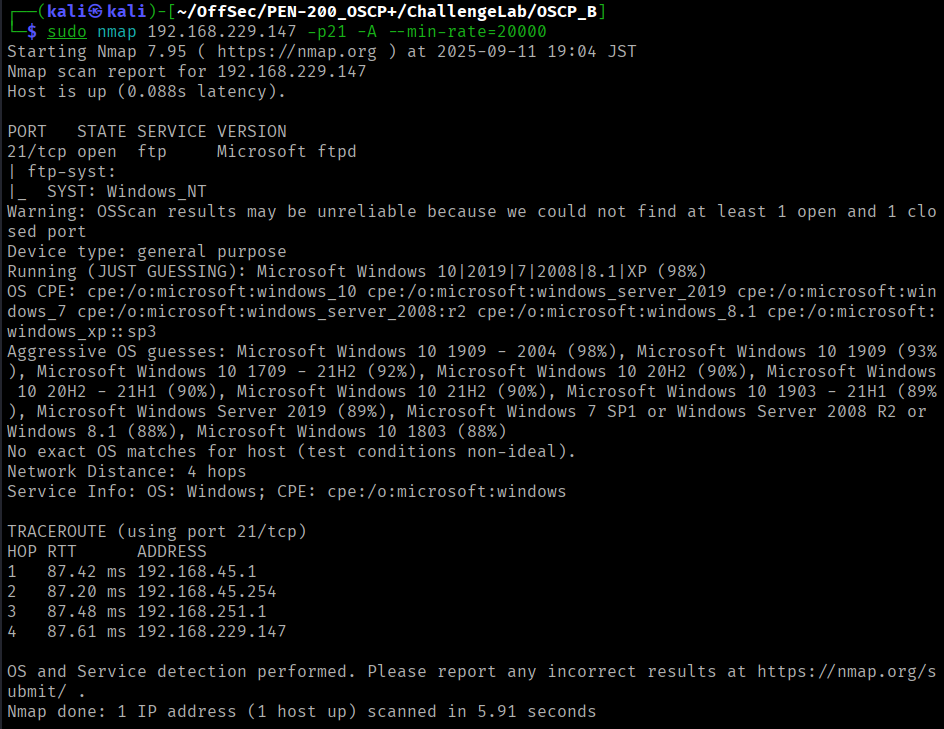 ┌──(kali㉿kali)-[~/OffSec/PEN-200_OSCP+/ChallengeLab/OSCP_B]
└─$ sudo nmap 192.168.229.147 -p21 -A --min-rate=20000
Starting Nmap 7.95 ( https://nmap.org ) at 2025-09-11 19:04 JST
Nmap scan report for 192.168.229.147
Host is up (0.088s latency).

PORT   STATE SERVICE VERSION
21/tcp open  ftp     Microsoft ftpd
| ftp-syst:
|_  SYST: Windows_NT
Warning: OSScan results may be unreliable because we could not find at least 1 open and 1 clo
sed port
Device type: general purpose
Running (JUST GUESSING): Microsoft Windows 10|2019|7|2008|8.1|XP (98%)
OS CPE: cpe:/o:microsoft:windows_10 cpe:/o:microsoft:windows_server_2019 cpe:/o:microsoft:win
dows_7 cpe:/o:microsoft:windows_server_2008:r2 cpe:/o:microsoft:windows_8.1 cpe:/o:microsoft:
windows_xp::sp3
Aggressive OS guesses: Microsoft Windows 10 1909 - 2004 (98%), Microsoft Windows 10 1909 (93%
), Microsoft Windows 10 1709 - 21H2 (92%), Microsoft Windows 10 20H2 (90%), Microsoft Windows
 10 20H2 - 21H1 (90%), Microsoft Windows 10 21H2 (90%), Microsoft Windows 10 1903 - 21H1 (89%
), Microsoft Windows Server 2019 (89%), Microsoft Windows 7 SP1 or Windows Server 2008 R2 or
Windows 8.1 (88%), Microsoft Windows 10 1803 (88%)
No exact OS matches for host (test conditions non-ideal).
Network Distance: 4 hops
Service Info: OS: Windows; CPE: cpe:/o:microsoft:windows

TRACEROUTE (using port 21/tcp)
HOP RTT      ADDRESS
1   87.42 ms 192.168.45.1
2   87.20 ms 192.168.45.254
3   87.48 ms 192.168.251.1
4   87.61 ms 192.168.229.147

OS and Service detection performed. Please report any incorrect results at https://nmap.org/s
ubmit/ .
Nmap done: 1 IP address (1 host up) scanned in 5.91 seconds